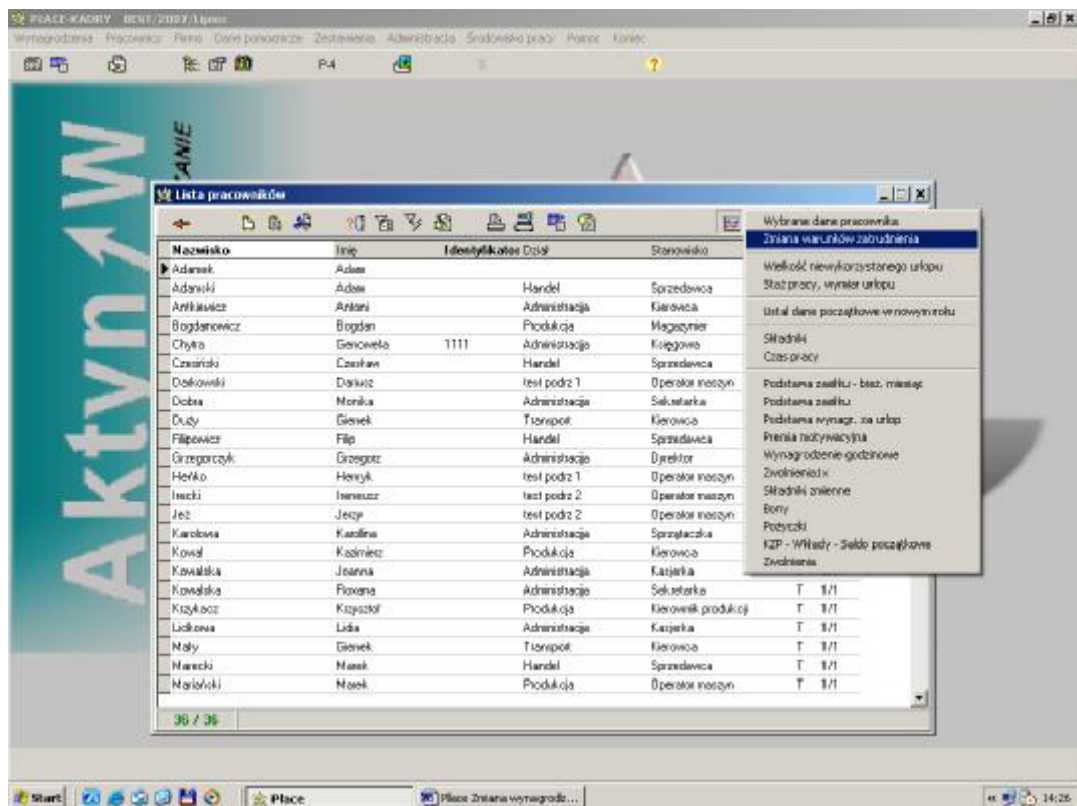 PŁACE-KADRY BEST/2007/Lipiec
Wynagrodzenia Pracownicy Firma Dane pomocnicze Zestawienia Administracja Środowisko pracy Pomoc Koniec
P-4
Aktyn W
ANIE
Lista pracowników
Nazwisko Imię Identyfikator Dział Stanowisko
Adamek Adam
Adamski Adam Handel Sprzedawca
Antkiewicz Antoni Administracja Kierowca
Bogdanowicz Bogdan Produkcja Magazynier
Chytra Genowefa 1111 Administracja Księgowa
Czesiński Czesław Handel Sprzedawca
Darkowski Dariusz test podrz 1 Operator maszyn
Dobra Monika Administracja Sekretarka
Duży Gienek Transport Kierowca
Filipowicz Filip Handel Sprzedawca
Grzegorczyk Grzegorz Administracja Dyrektor
Heńko Henryk test podrz 1 Operator maszyn
Irecki Ireneusz test podrz 2 Operator maszyn
Jeż Jerzy test podrz 2 Operator maszyn
Karolowa Karolina Administracja Sprzątaczka
Kowal Kazimierz Produkcja Kierowca
Kowalska Joanna Administracja Kasjerka
Kowalska Roxana Administracja Sekretarka T 1/1
Krzykacz Krzysztof Produkcja Kierownik produkcji T 1/1
Lidkowa Lidia Administracja Kasjerka T 1/1
Mały Gienek Transport Kierowca T 1/1
Marecki Marek Handel Sprzedawca T 1/1
Mariański Marek Produkcja Operator maszyn T 1/1
36 / 36
Wybrane dane pracownika
Zmiana warunków zatrudnienia
Wielkość niewykorzystanego urlopu
Staż pracy, wymiar urlopu
Ustal dane początkowe w nowym roku
Składniki
Czas pracy
Podstawa zasiłku - bież. miesiąc
Podstawa zasiłku
Podstawa wynagr. za urlop
Premia motywacyjna
Wynagrodzenie godzinowe
Zwolnienia1x
Składniki zmienne
Bony
Pożyczki
KZP - Wkłady - Saldo początkowe
Zwolnienia
Start Płace Płace Zmiana wynagrodz... 14:26